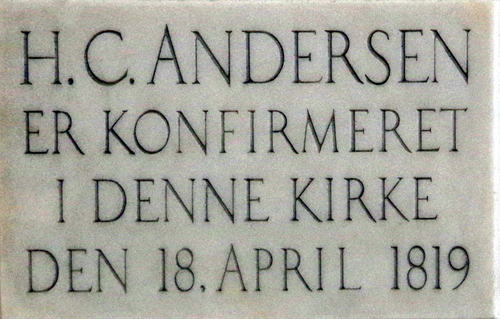 H.C. ANDERSEN
ER KONFIRMERET
I DENNE KIRKE
DEN 18. APRIL 1819